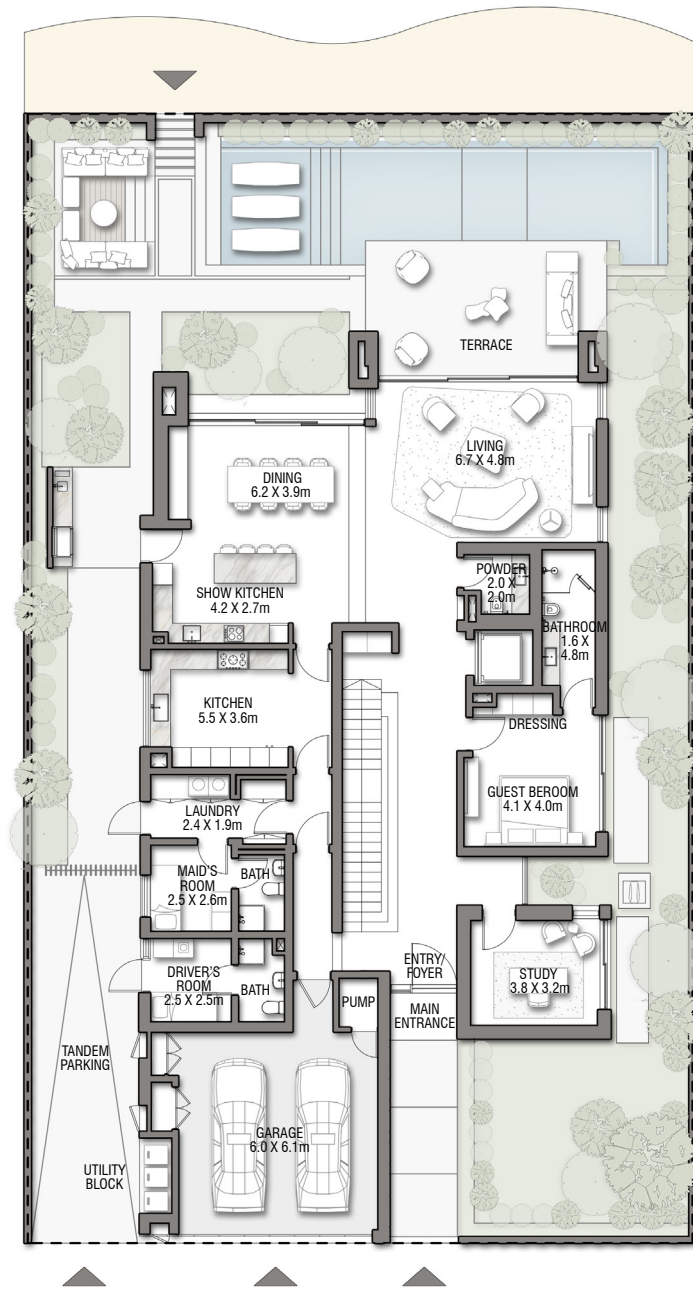 TERRACE
LIVING
6.7 X 4.8m
DINING
6.2 X 3.9m
SHOW KITCHEN
4.2 X 2.7m
POWDER
2.0 X
2.0m
BATHROOM
1.6 X
4.8m
KITCHEN
5.5 X 3.6m
DRESSING
GUEST BEROOM
4.1 X 4.0m
LAUNDRY
2.4 X 1.9m
MAID'S
ROOM
2.5 X 2.6m
BATH
DRIVER'S
ROOM
2.5 X 2.5m
BATH
ENTRY/
FOYER
STUDY
3.8 X 3.2m
PUMP
MAIN
ENTRANCE
TANDEM
PARKING
GARAGE
6.0 X 6.1m
UTILITY
BLOCK